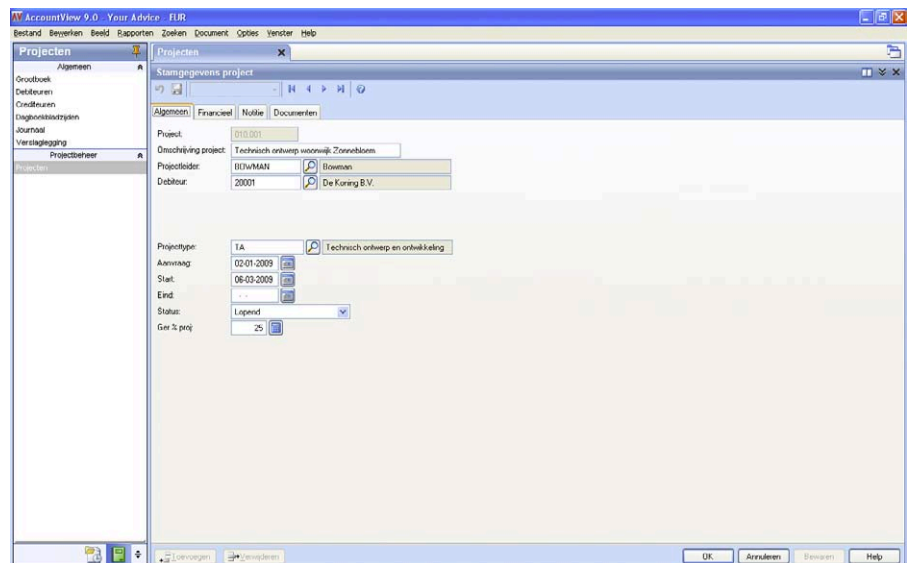 AccountView 9.0 - Your Advice - EUR
Bestand Bewerken Beeld Rapporten Zoeken Document Opties Venster Help
Projecten
Algemeen
Grootboek
Debiteuren
Crediteuren
Dagboekbladzijden
Journaal
Verslaglegging
Projectbeheer
Projecten
Projecten
Stamgegevens project
Algemeen Financieel Notitie Documenten
Project: 010.001
Omschrijving project: Technisch ontwerp woonwijk Zonnebloem
Projectleider: BOWMAN Bowman
Debiteur: 20001 De Koning B.V.
Projecttype: TA Technisch ontwerp en ontwikkeling
Aanvraag: 02-01-2009
Start: 06-03-2009
Eind: - -
Status: Lopend
Ger % proj: 25
Toevoegen Verwijderen OK Annuleren Bewaren Help